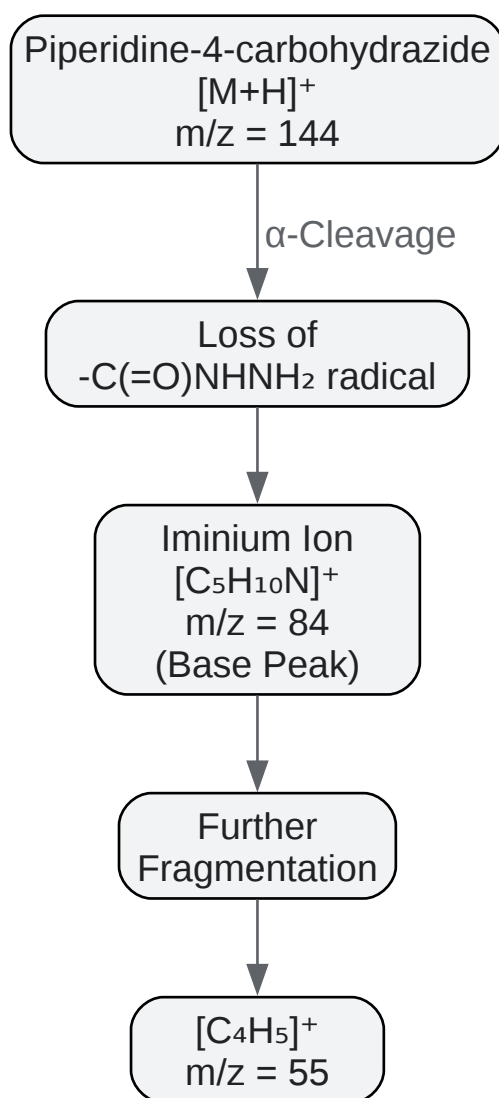 Piperidine-4-carbohydrazide
[M+H]⁺
m/z = 144
α-Cleavage
Loss of
-C(=O)NHNH₂ radical
Iminium Ion
[C₅H₁₀N]⁺
m/z = 84
(Base Peak)
Further
Fragmentation
[C₄H₅]⁺
m/z = 55